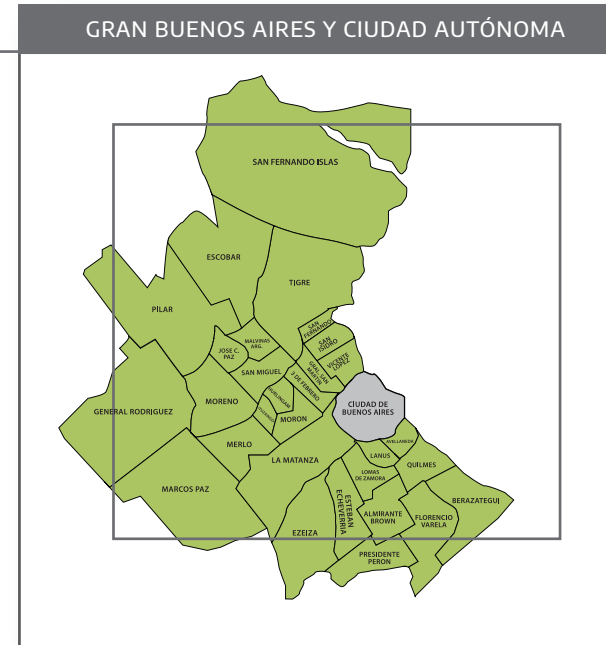 GRAN BUENOS AIRES Y CIUDAD AUTÓNOMA
SAN FERNANDO ISLAS
ESCOBAR
TIGRE
PILAR
SAN
FERNANDO
SAN
ISIDRO
VICENTE
LOPEZ
MALVINAS
ARG.
JOSE C.
PAZ
GRAL. SAN
MARTIN
SAN MIGUEL
3 DE FEBRERO
HURLINGAM
ITUZAINGO
MORENO
GENERAL RODRIGUEZ
CIUDAD DE
BUENOS AIRES
MORON
MERLO
AVELLANEDA
LANUS
LA MATANZA
QUILMES
LOMAS
DE ZAMORA
MARCOS PAZ
ESTEBAN
ECHEVERRIA
BERAZATEGUI
ALMIRANTE
BROWN
FLORENCIO
VARELA
EZEIZA
PRESIDENTE
PERON